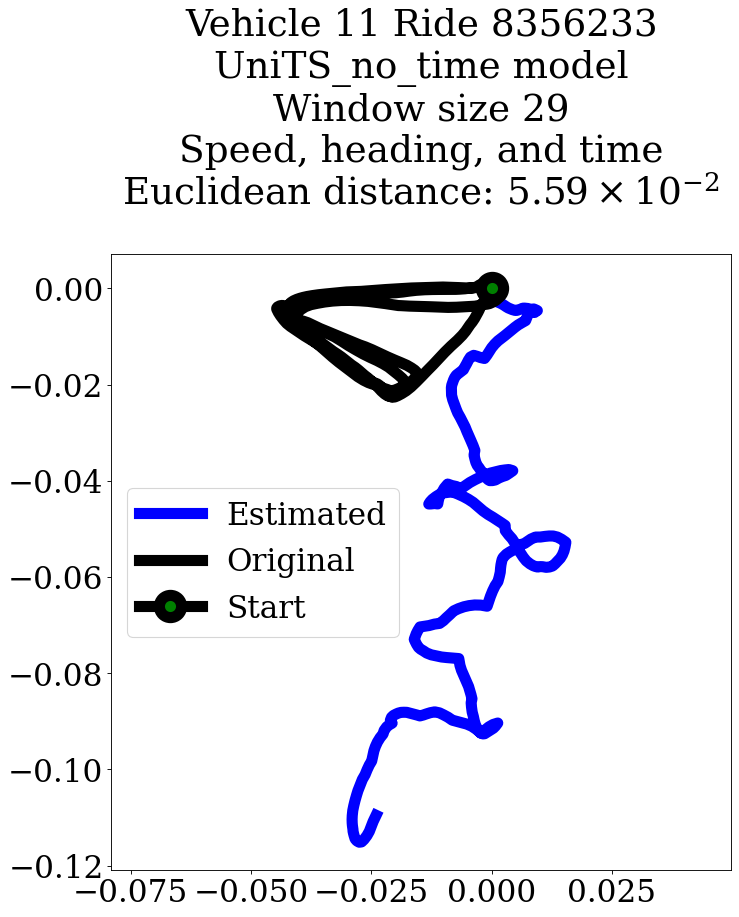 Vehicle 11 Ride 8356233
UniTS_no_time model
Window size 29
Speed, heading, and time
Euclidean distance: 5.59 × 10⁻²
0.00
−0.02
−0.04
−0.06
−0.08
−0.10
−0.12
Estimated
Original
Start
−0.075 −0.050 −0.025 0.000 0.025